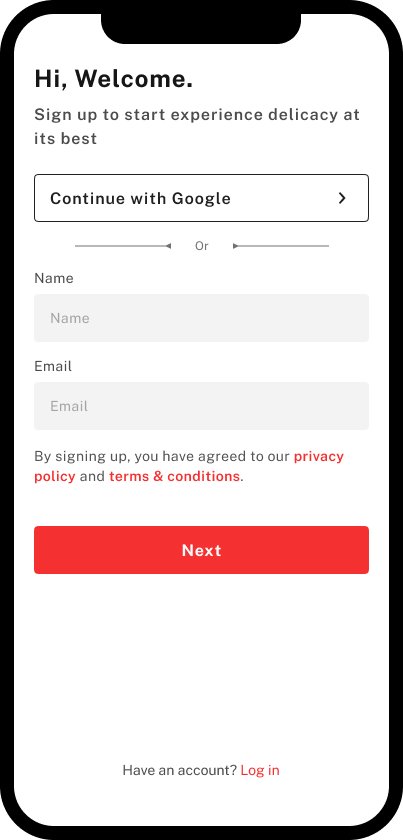 Hi, Welcome.
Sign up to start experience delicacy at
its best
Continue with Google
Or
Name
Name
Email
Email
By signing up, you have agreed to our privacy
policy and terms & conditions.
Next
Have an account? Log in